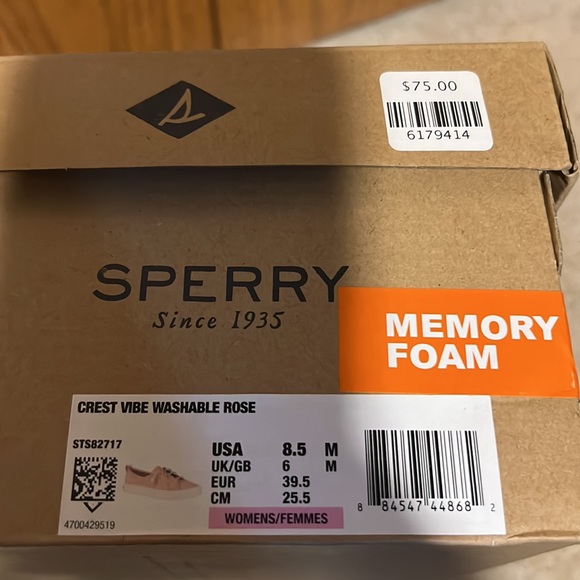 $75.00
6179414
SPERRY
Since 1935
MEMORY
FOAM
CREST VIBE WASHABLE ROSE
STS82717
USA 8.5 M
UK/GB 6 M
EUR 39.5
CM 25.5
WOMENS/FEMMES
4700429519
8 84547 44868 2